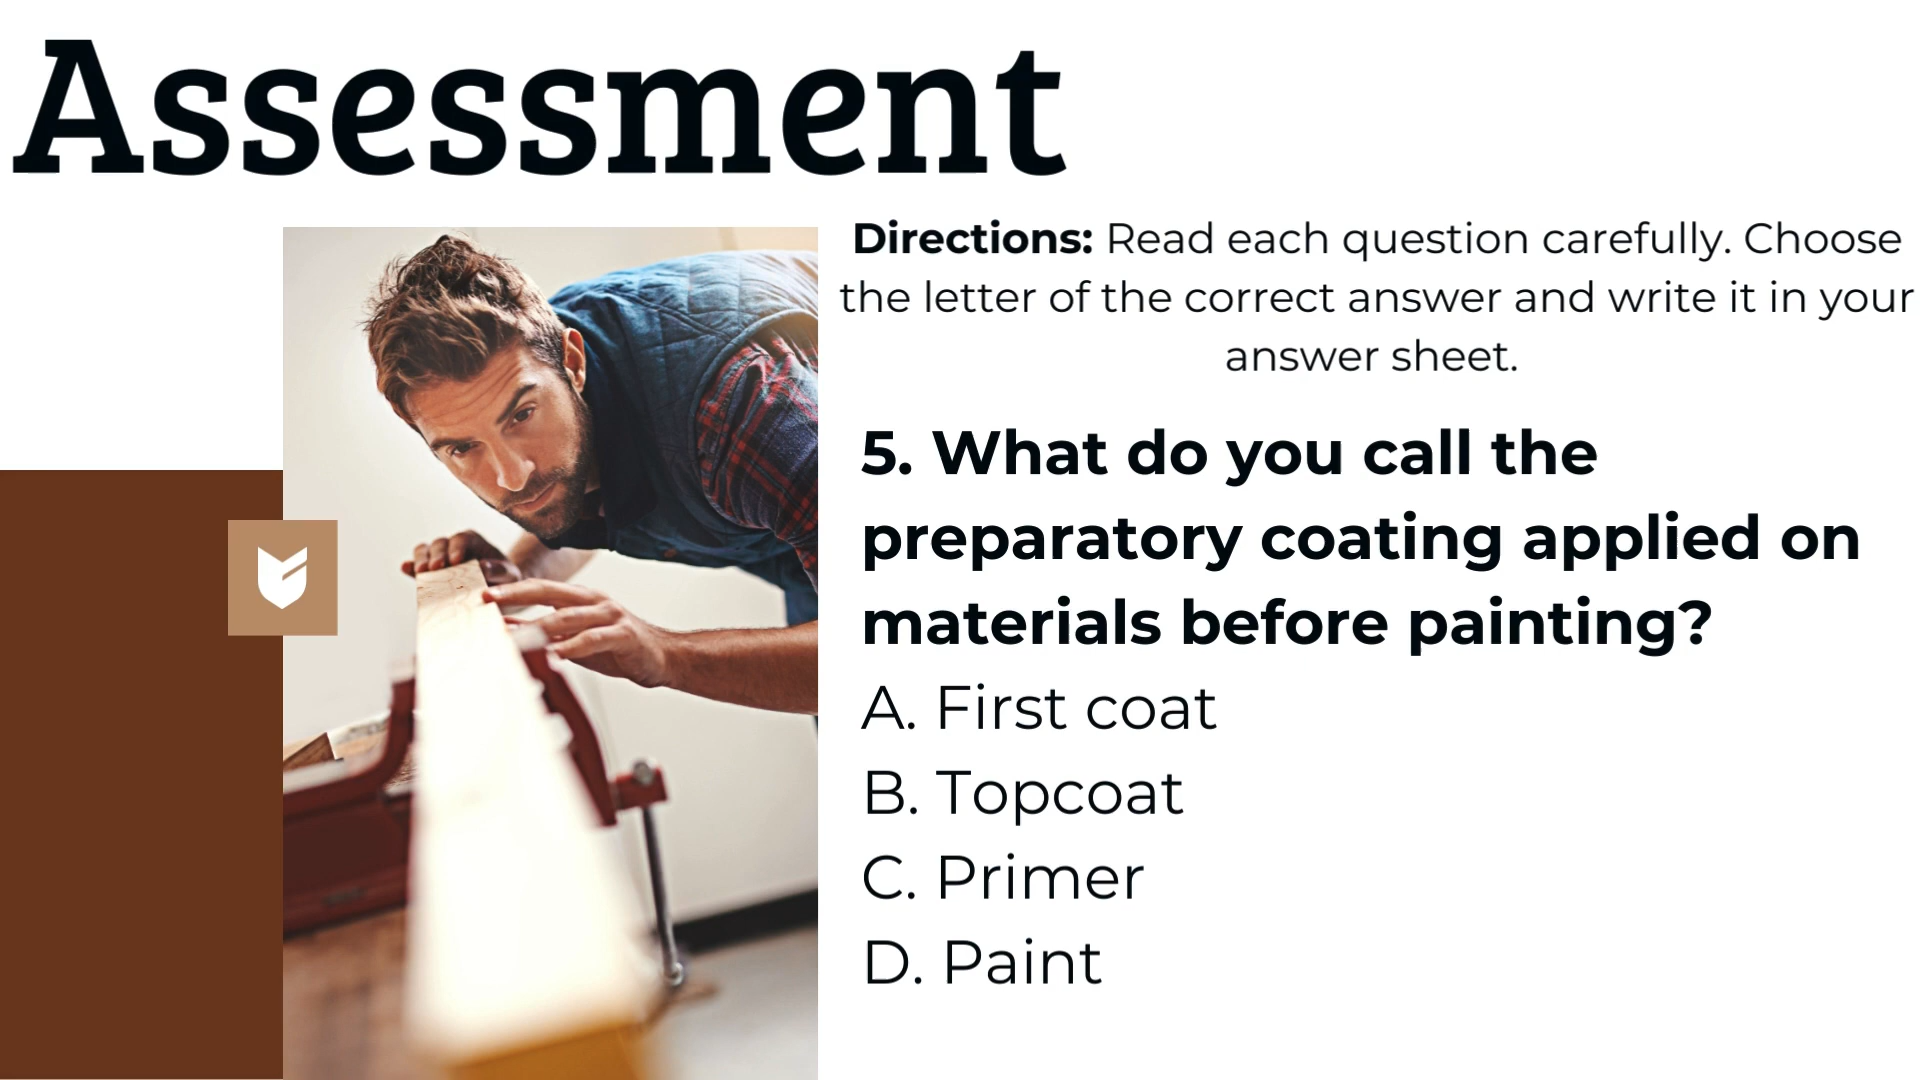 Assessment
Directions: Read each question carefully. Choose
the letter of the correct answer and write it in your
answer sheet.
5. What do you call the
preparatory coating applied on
materials before painting?
A. First coat
B. Topcoat
C. Primer
D. Paint